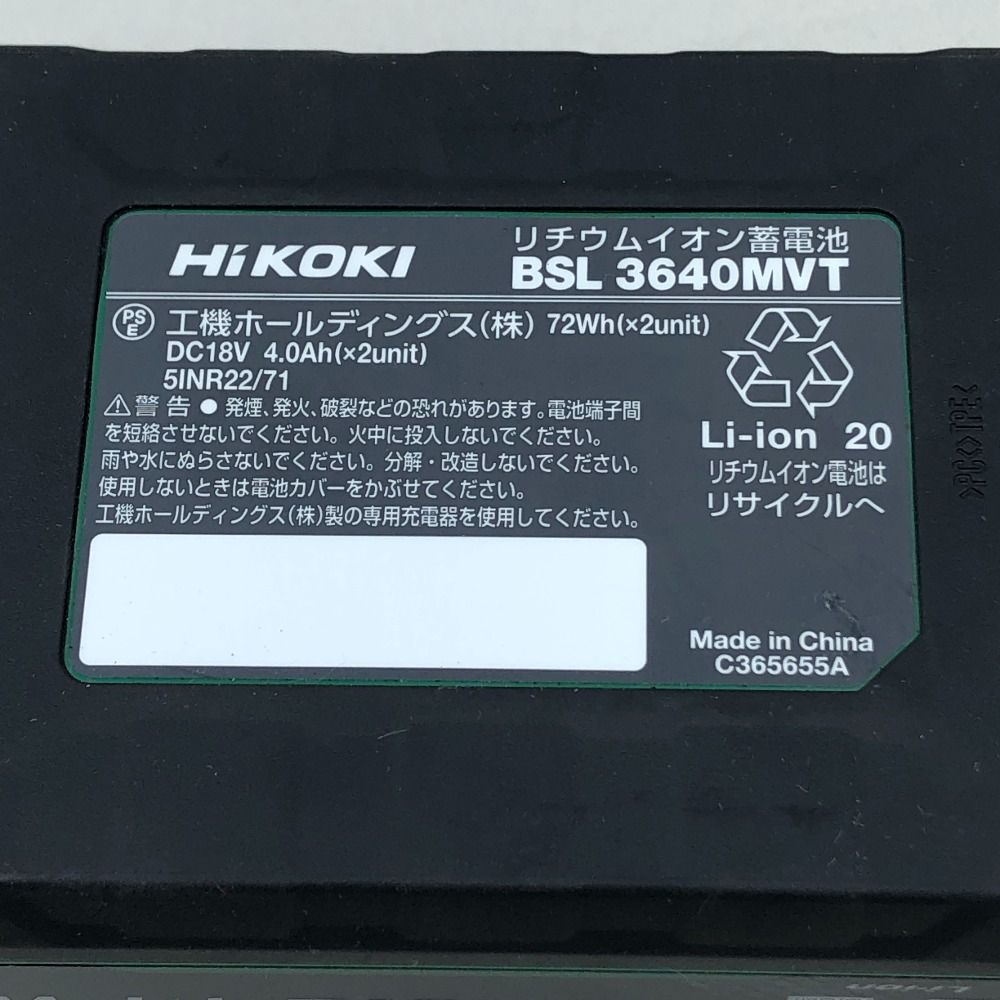 HiKOKI
リチウムイオン蓄電池
BSL 3640MVT
PSE 工機ホールディングス(株) 72Wh(×2unit)
DC18V 4.0Ah(×2unit)
5INR22/71
⚠警告 ● 発煙、発火、破裂などの恐れがあります。電池端子間
を短絡させないでください。火中に投入しないでください。
雨や水にぬらさないでください。分解・改造しないでください。
使用しないときは電池カバーをかぶせてください。
工機ホールディングス(株)製の専用充電器を使用してください。
Li-ion 20
リチウムイオン電池は
リサイクルへ
Made in China
C365655A